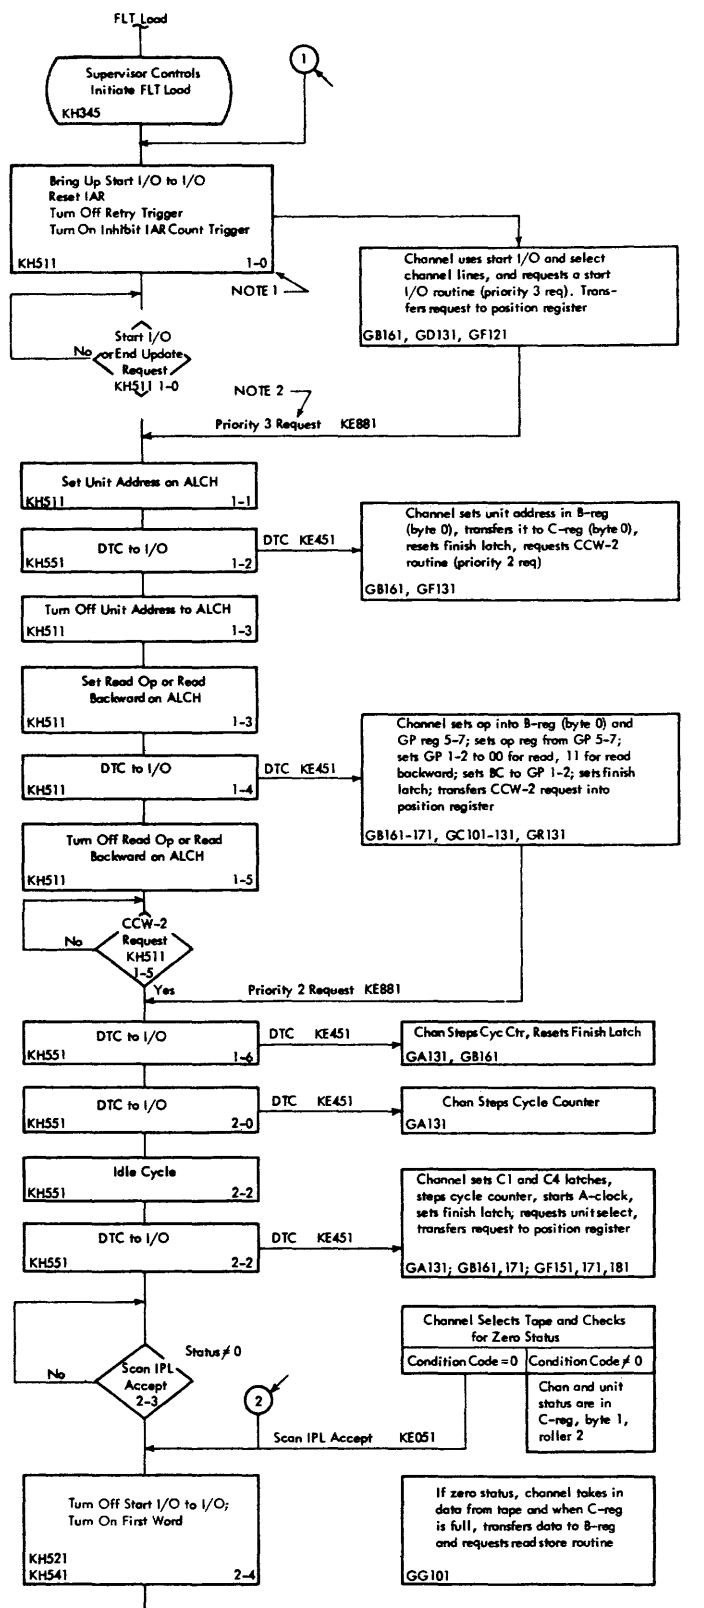 FLT Load
Supervisor Controls
Initiate FLT Load
KH345
1
Bring Up Start I/O to I/O
Reset IAR
Turn Off Retry Trigger
Turn On Inhibit IAR Count Trigger
KH511 1-0
NOTE 1
Channel uses start I/O and select
channel lines, and requests a start
I/O routine (priority 3 req). Trans-
fers request to position register
GB161, GD131, GF121
Start I/O
or End Update
Request
KH511 1-0
No
NOTE 2
Priority 3 Request KE881
Set Unit Address on ALCH
KH511 1-1
DTC to I/O
KH551 1-2
DTC KE451
Channel sets unit address in B-reg
(byte 0), transfers it to C-reg (byte 0),
resets finish latch, requests CCW-2
routine (priority 2 req)
GB161, GF131
Turn Off Unit Address to ALCH
KH511 1-3
Set Read Op or Read
Backward on ALCH
KH511 1-3
DTC to I/O
KH511 1-4
DTC KE451
Channel sets op into B-reg (byte 0) and
GP reg 5-7; sets op reg from GP 5-7;
sets GP 1-2 to 00 for read, 11 for read
backward; sets BC to GP 1-2; sets finish
latch; transfers CCW-2 request into
position register
GB161-171, GC101-131, GR131
Turn Off Read Op or Read
Backward on ALCH
KH511 1-5
CCW-2
Request
KH511
1-5
No
Yes
Priority 2 Request KE881
DTC to I/O
KH551 1-6
DTC KE451
Chan Steps Cyc Ctr, Resets Finish Latch
GA131, GB161
DTC to I/O
KH551 2-0
DTC KE451
Chan Steps Cycle Counter
GA131
Idle Cycle
KH551 2-2
DTC to I/O
KH551 2-2
DTC KE451
Channel sets C1 and C4 latches,
steps cycle counter, starts A-clock,
sets finish latch; requests unit select,
transfers request to position register
GA131; GB161, 171; GF151, 171, 181
Status ≠ 0
Scan IPL
Accept
2-3
No
Channel Selects Tape and Checks
for Zero Status
Condition Code = 0
Condition Code ≠ 0
Chan and unit
status are in
C-reg, byte 1,
roller 2
2
Scan IPL Accept KE051
Turn Off Start I/O to I/O;
Turn On First Word
KH521
KH541 2-4
If zero status, channel takes in
data from tape and when C-reg
is full, transfers data to B-reg
and requests read store routine
GG101